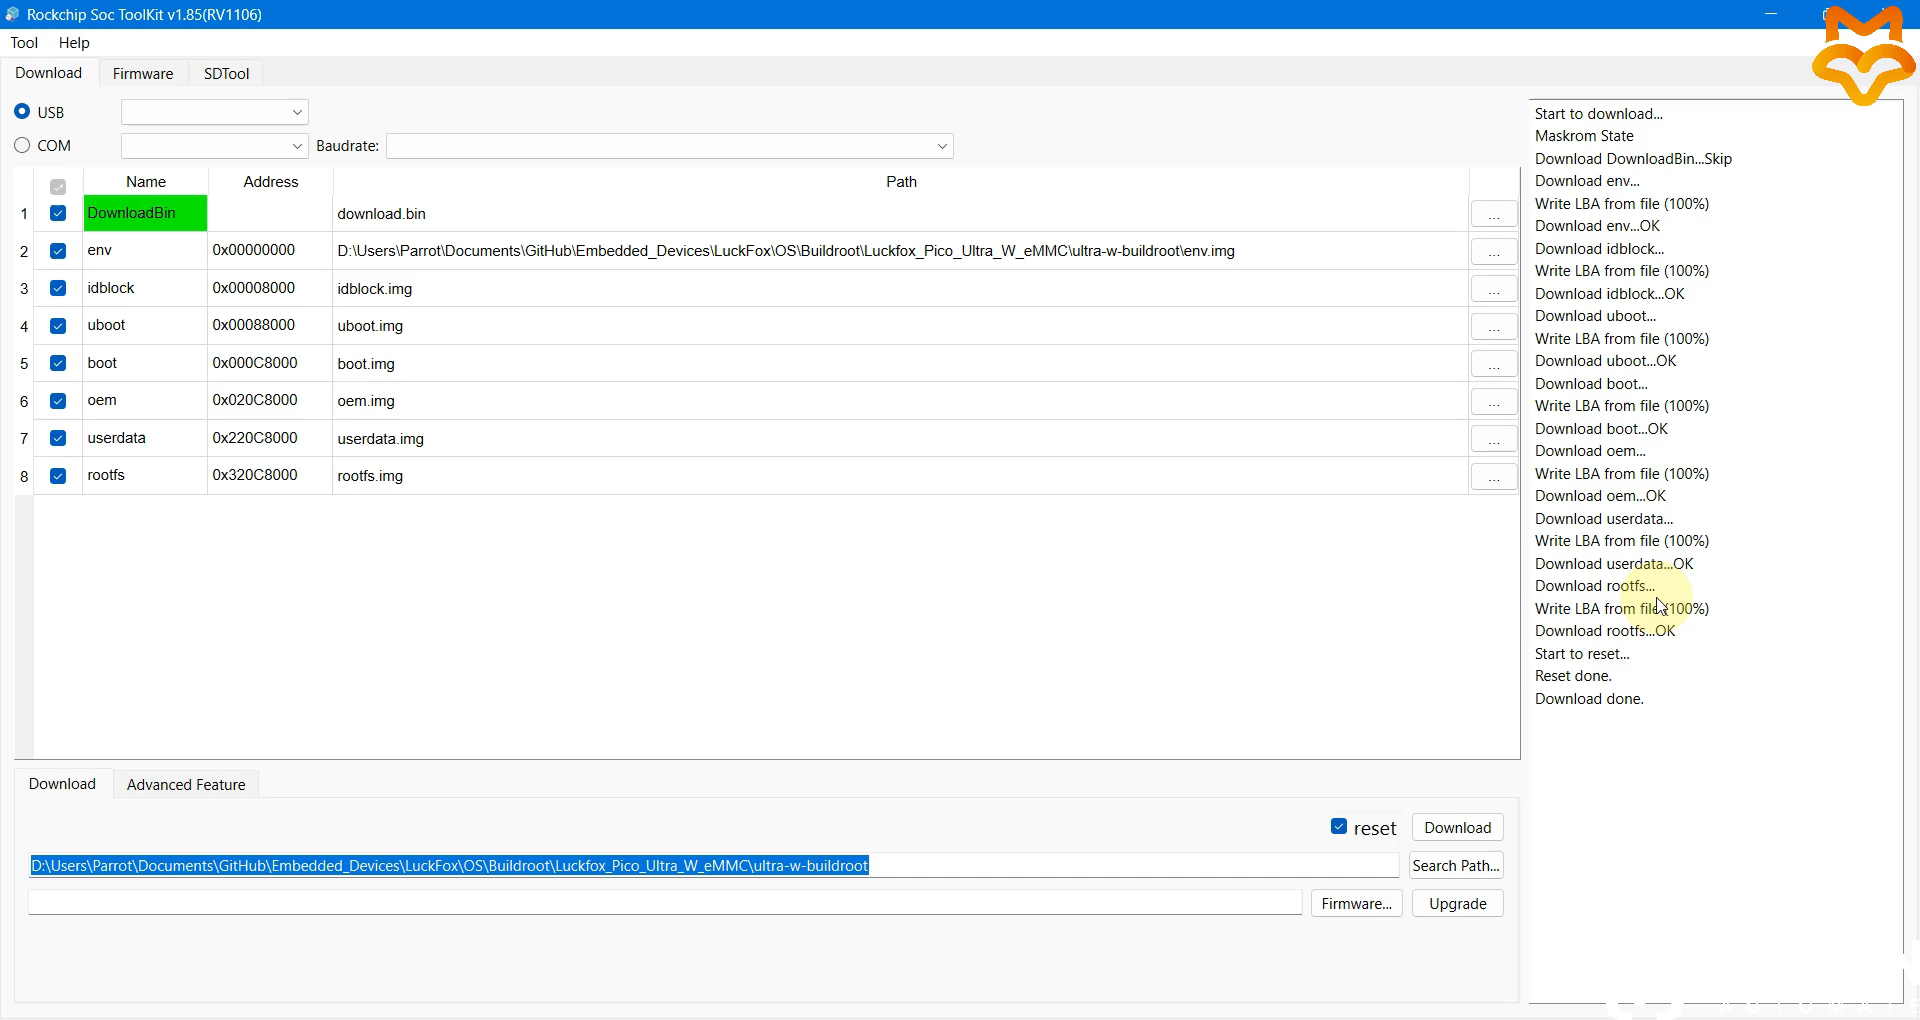 Rockchip Soc ToolKit v1.85(RV1106)
Tool Help
Download Firmware SDTool
USB
COM Baudrate:
Name Address Path
1 DownloadBin download.bin ...
2 env 0x00000000 D:\Users\Parrot\Documents\GitHub\Embedded_Devices\LuckFox\OS\Buildroot\Luckfox_Pico_Ultra_W_eMMC\ultra-w-buildroot\env.img ...
3 idblock 0x00008000 idblock.img ...
4 uboot 0x00088000 uboot.img ...
5 boot 0x000C8000 boot.img ...
6 oem 0x020C8000 oem.img ...
7 userdata 0x220C8000 userdata.img ...
8 rootfs 0x320C8000 rootfs.img ...
Download Advanced Feature
reset Download
D:\Users\Parrot\Documents\GitHub\Embedded_Devices\LuckFox\OS\Buildroot\Luckfox_Pico_Ultra_W_eMMC\ultra-w-buildroot Search Path...
Firmware... Upgrade
Start to download...
Maskrom State
Download DownloadBin...Skip
Download env...
Write LBA from file (100%)
Download env...OK
Download idblock...
Write LBA from file (100%)
Download idblock...OK
Download uboot...
Write LBA from file (100%)
Download uboot...OK
Download boot...
Write LBA from file (100%)
Download boot...OK
Download oem...
Write LBA from file (100%)
Download oem...OK
Download userdata...
Write LBA from file (100%)
Download userdata...OK
Download rootfs...
Write LBA from file (100%)
Download rootfs...OK
Start to reset...
Reset done.
Download done.